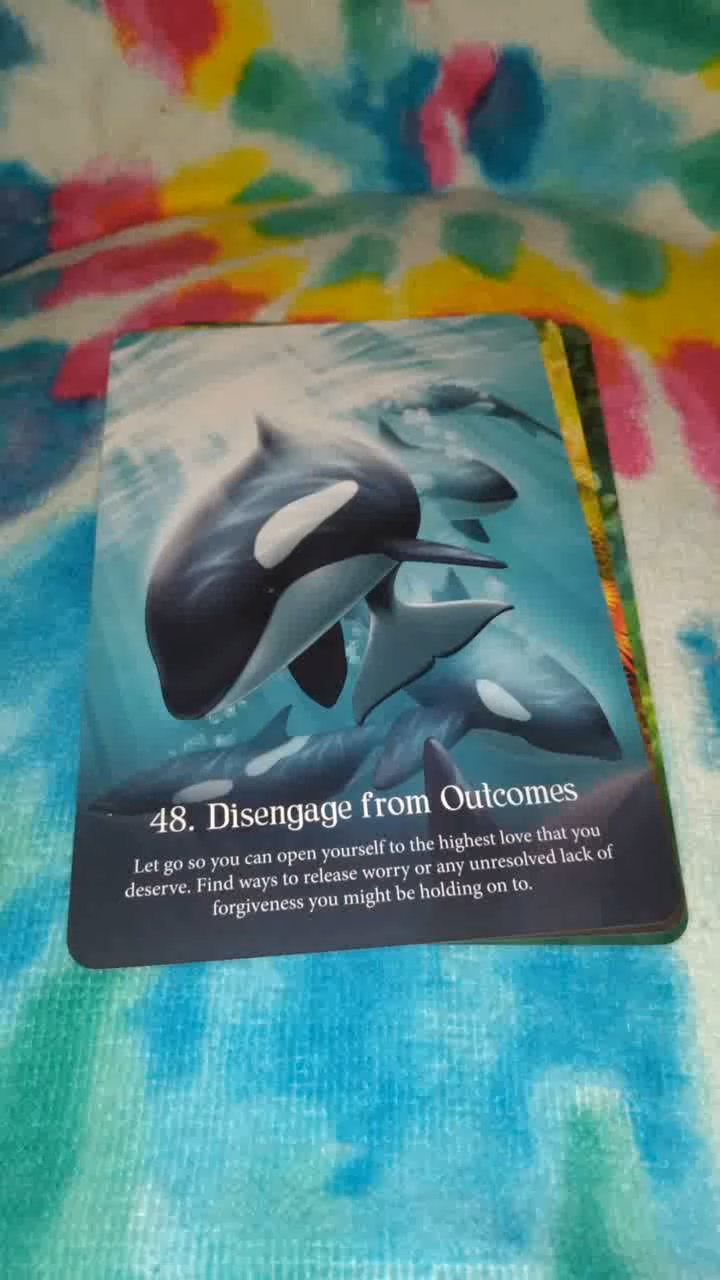 48. Disengage from Outcomes
Let go so you can open yourself to the highest love that you
deserve. Find ways to release worry or any unresolved lack of
forgiveness you might be holding on to.